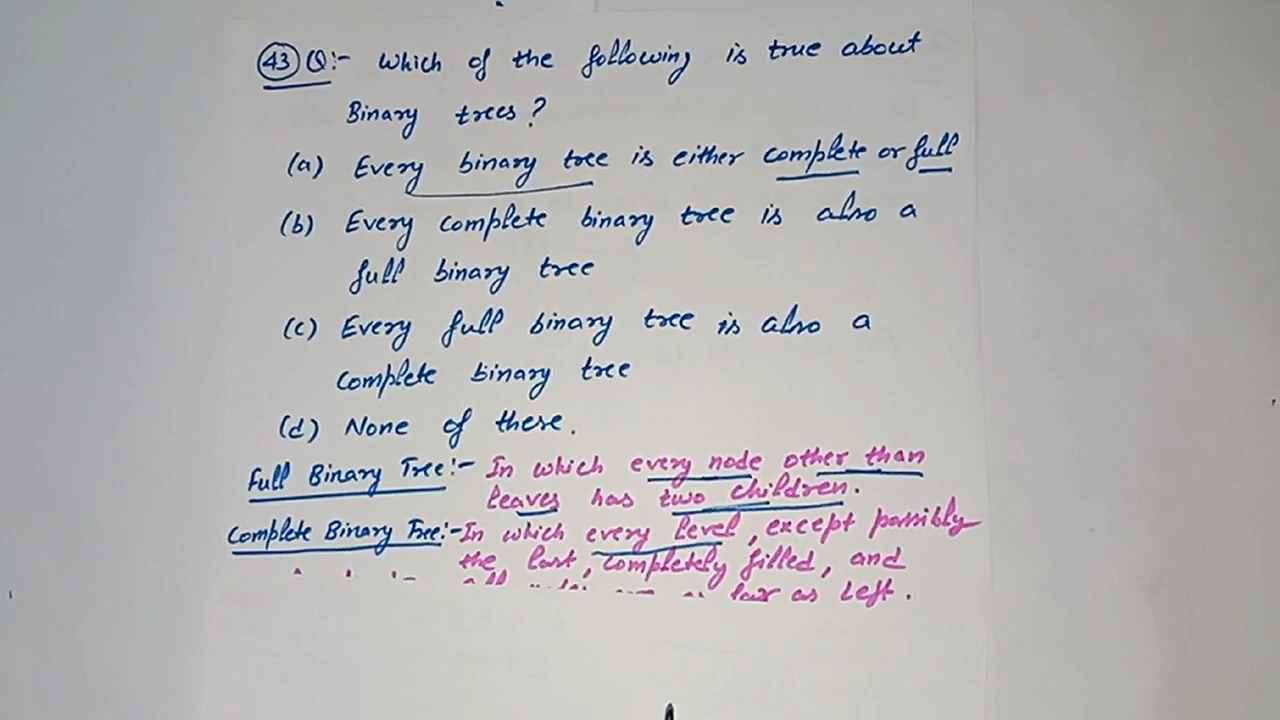 43 Q:- Which of the following is true about
Binary trees?
(a) Every binary tree is either complete or full
(b) Every complete binary tree is also a
full binary tree
(c) Every full binary tree is also a
complete binary tree
(d) None of these.
Full Binary Tree:- In which every node other than
leaves has two children.
Complete Binary Tree:- In which every level, except possibly
the last, completely filled, and
as left.